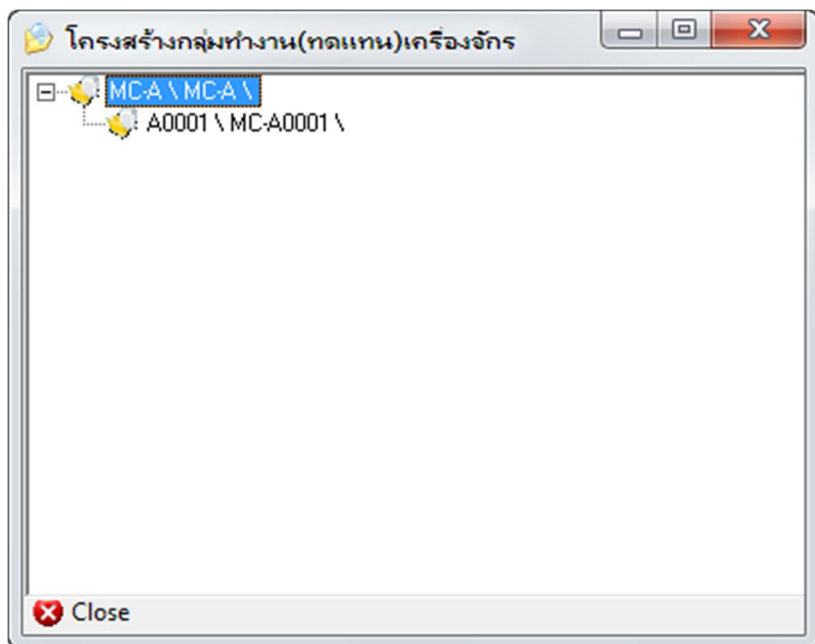 โครงสร้างกลุ่มทำงาน(ทดแทน)เครื่องจักร
MC-A \ MC-A \
A0001 \ MC-A0001 \
Close